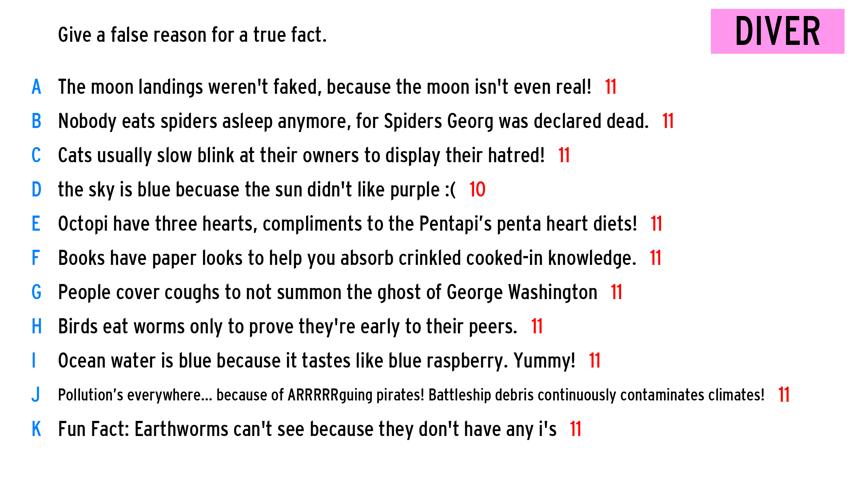 Give a false reason for a true fact.
DIVER
A The moon landings weren't faked, because the moon isn't even real! 11
B Nobody eats spiders asleep anymore, for Spiders Georg was declared dead. 11
C Cats usually slow blink at their owners to display their hatred! 11
D the sky is blue becuase the sun didn't like purple :( 10
E Octopi have three hearts, compliments to the Pentapi's penta heart diets! 11
F Books have paper looks to help you absorb crinkled cooked-in knowledge. 11
G People cover coughs to not summon the ghost of George Washington 11
H Birds eat worms only to prove they're early to their peers. 11
I Ocean water is blue because it tastes like blue raspberry. Yummy! 11
J Pollution's everywhere... because of ARRRRRguing pirates! Battleship debris continuously contaminates climates! 11
K Fun Fact: Earthworms can't see because they don't have any i's 11